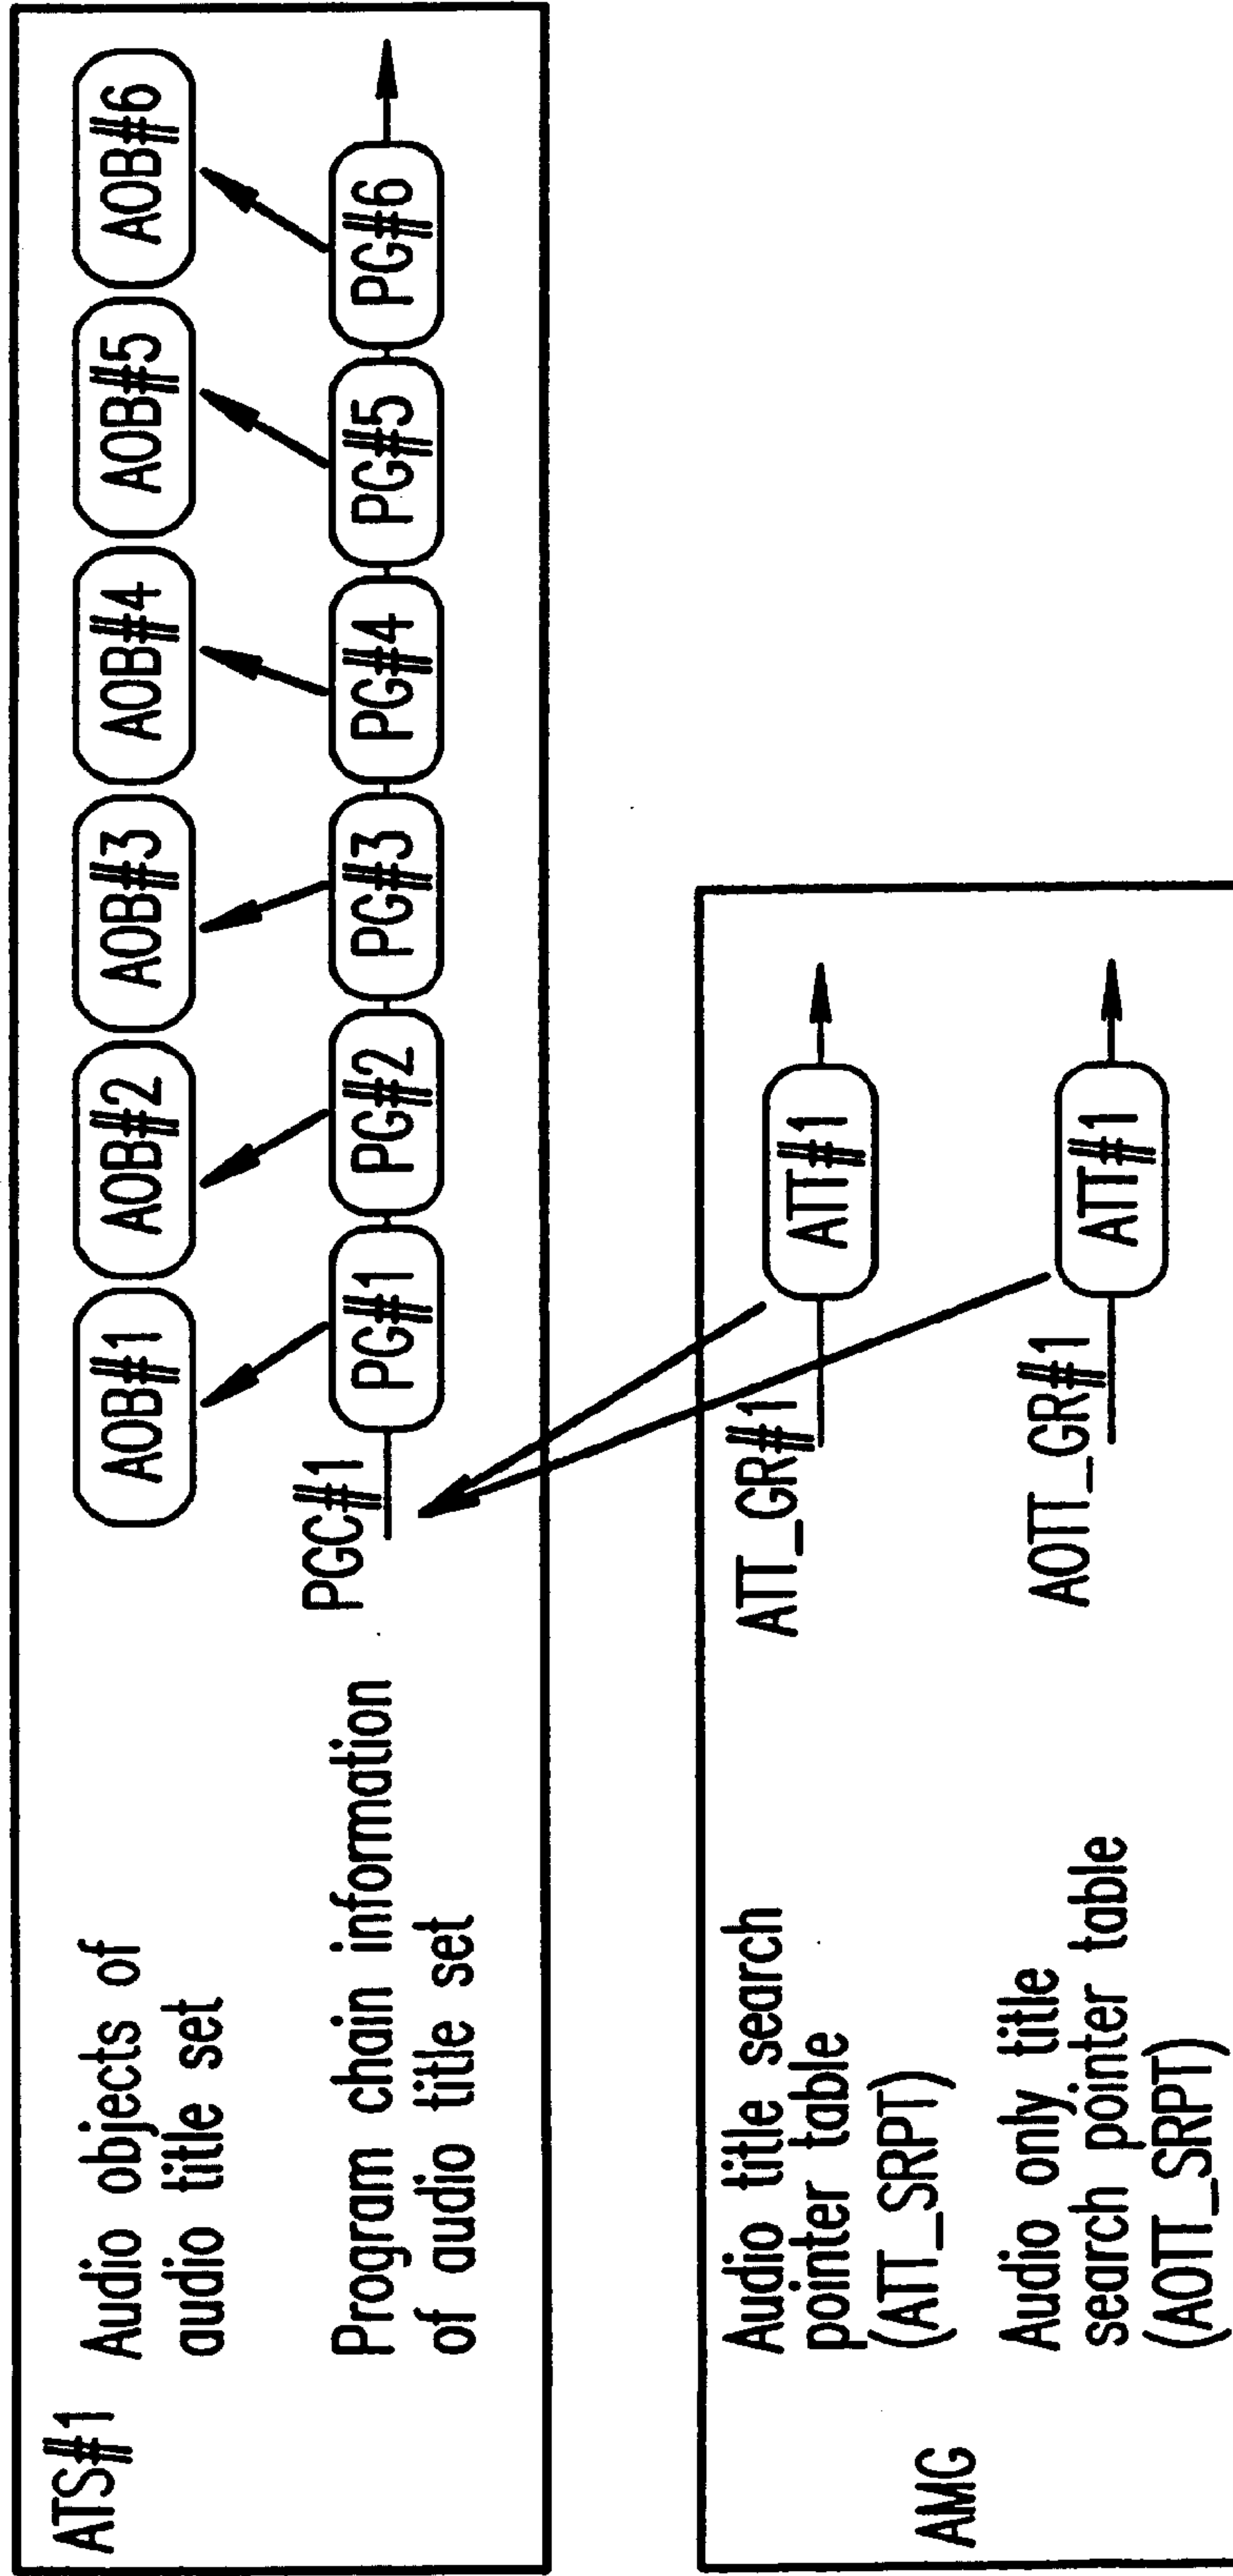 ATS#1
Audio objects of
audio title set
AOB#1 AOB#2 AOB#3 AOB#4 AOB#5 AOB#6
Program chain information
of audio title set
PGC#1
PG#1 PG#2 PG#3 PG#4 PG#5 PG#6
AMG
Audio title search
pointer table
(ATT_SRPT)
ATT_GR#1
ATT#1
Audio only title
search pointer table
(AOTT_SRPT)
AOTT_GR#1
ATT#1